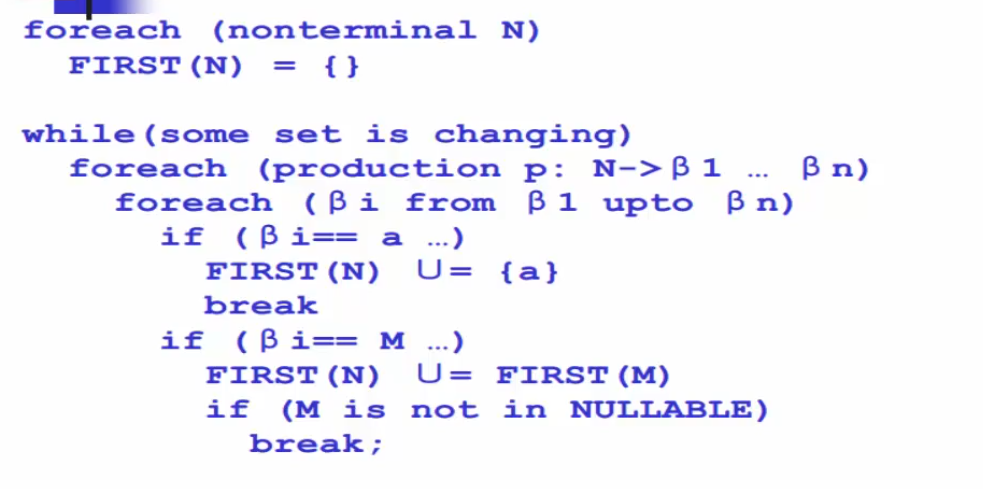 foreach (nonterminal N)
FIRST(N) = {}
while(some set is changing)
foreach (production p: N->β1 … βn)
foreach (βi from β1 upto βn)
if (βi== a …)
FIRST(N) ∪= {a}
break
if (βi== M …)
FIRST(N) ∪= FIRST(M)
if (M is not in NULLABLE)
break;